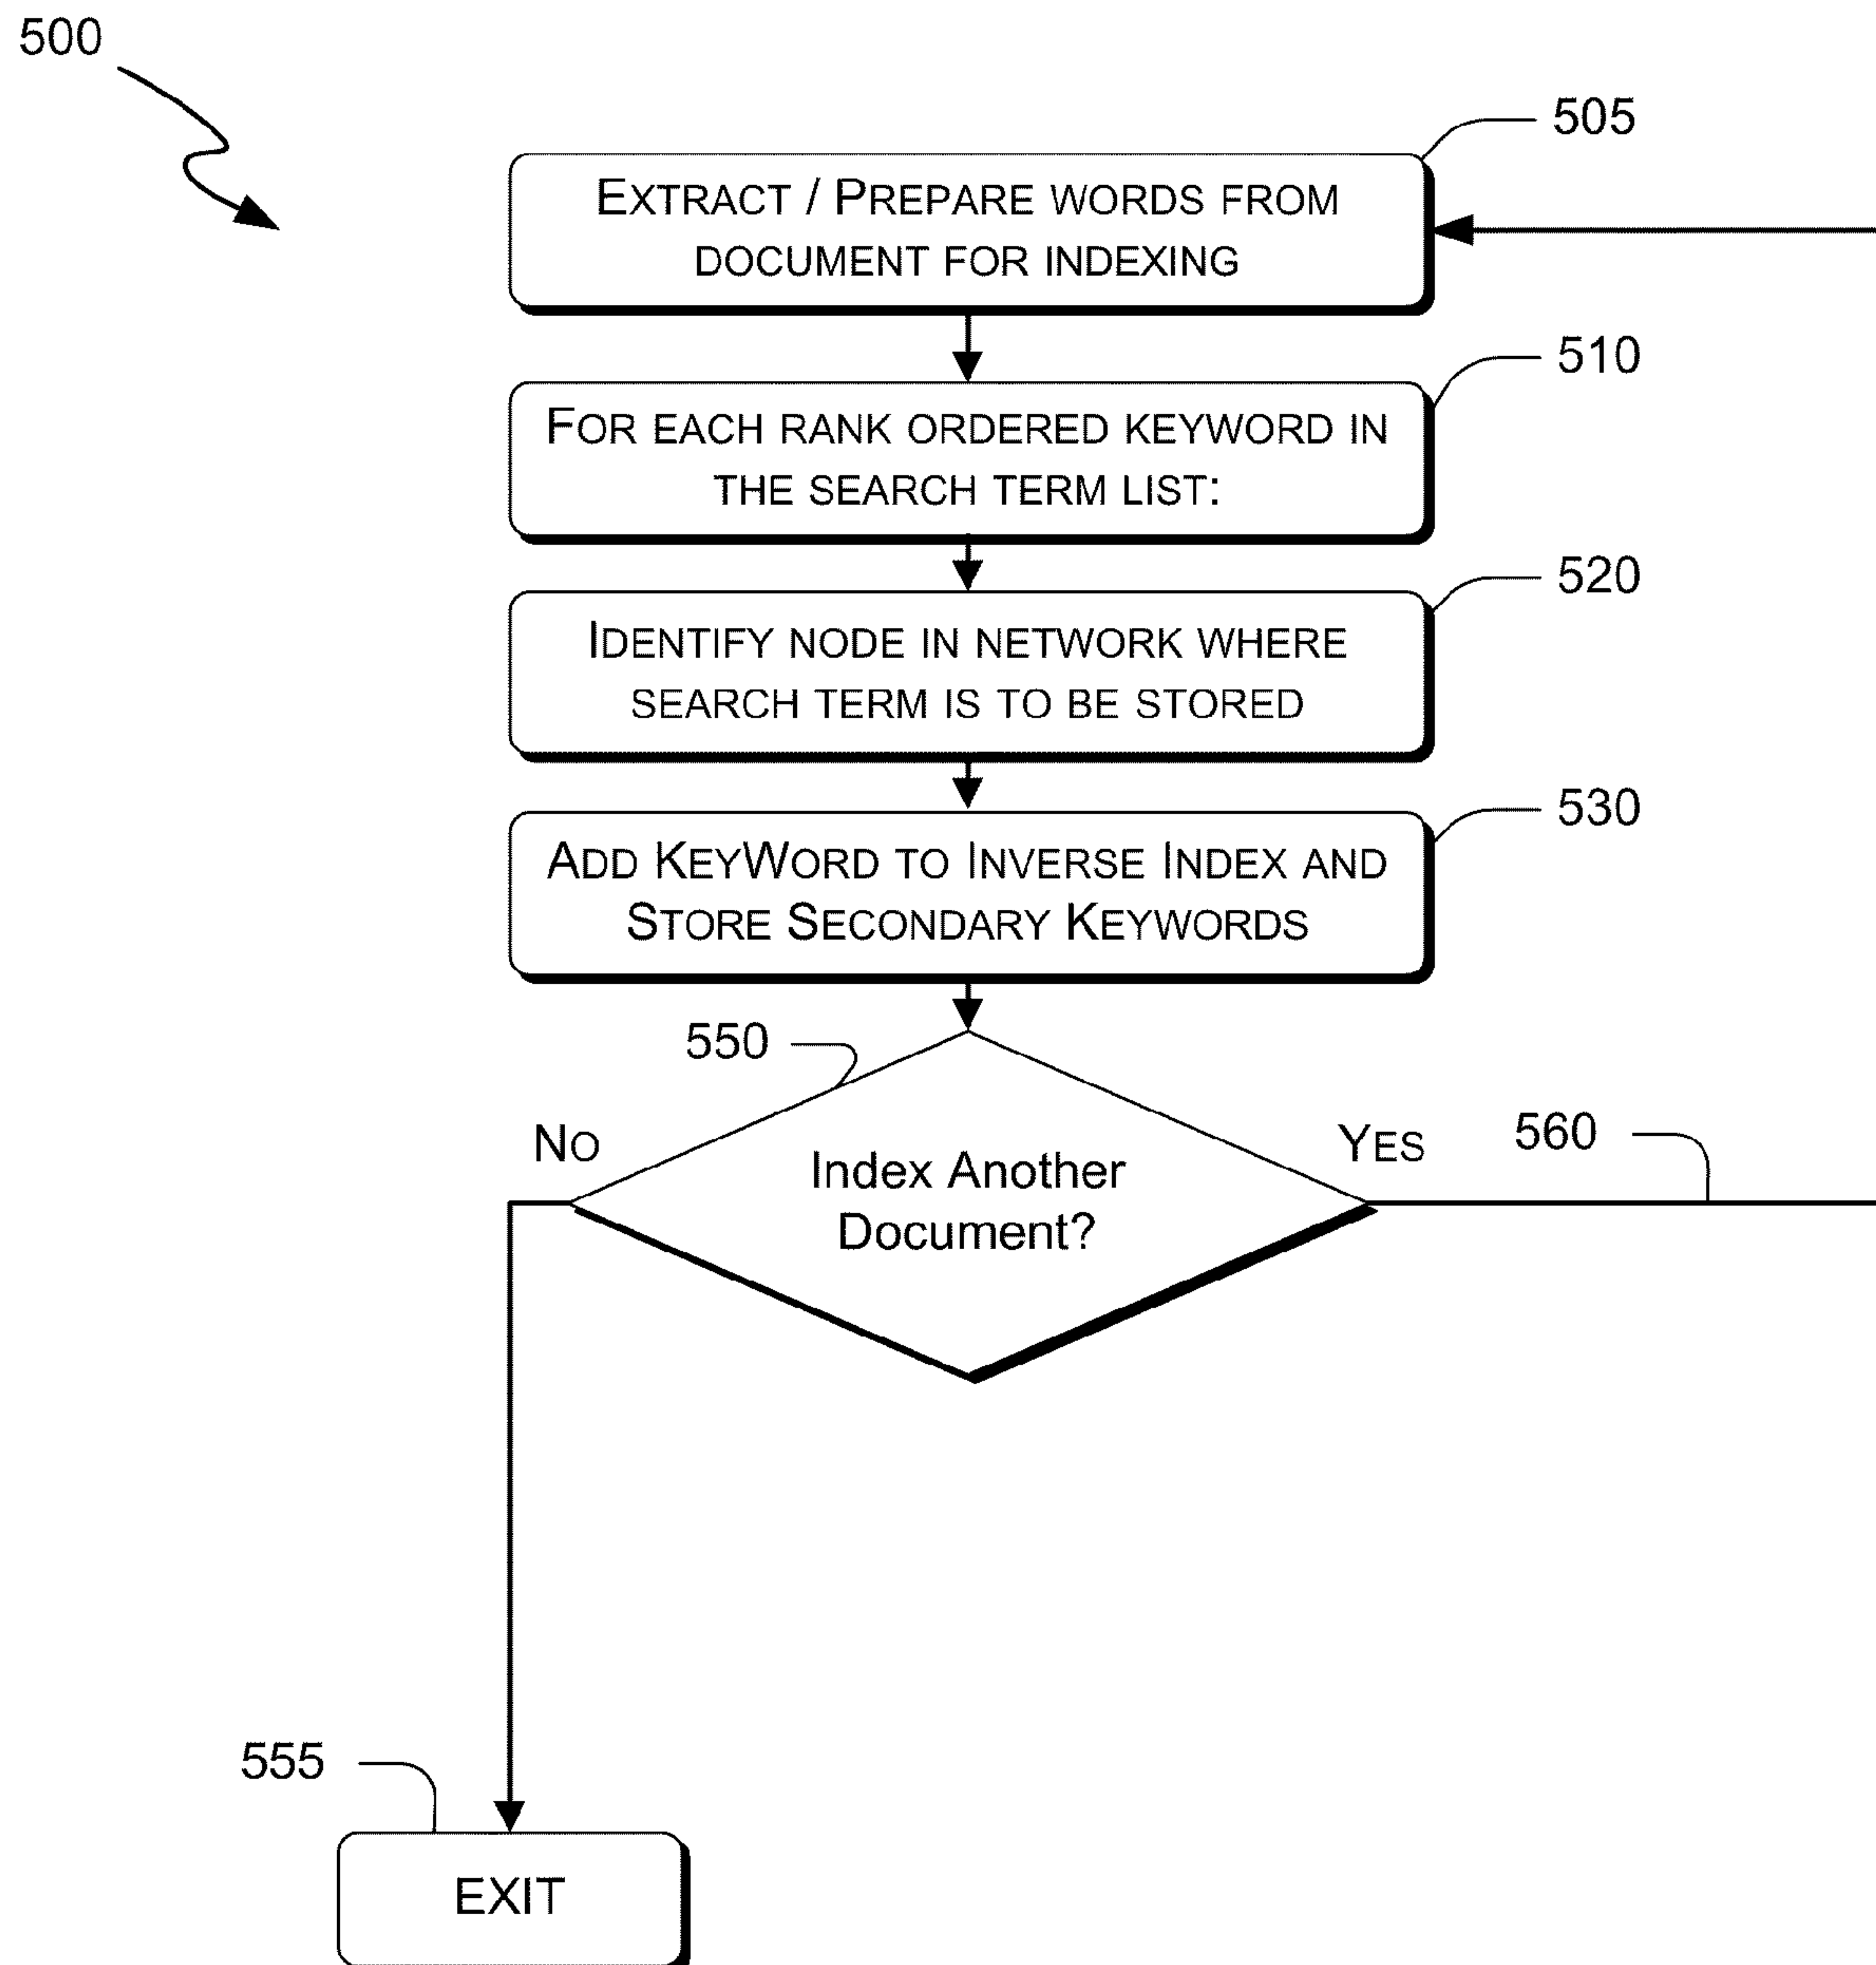 500
505
EXTRACT / PREPARE WORDS FROM
DOCUMENT FOR INDEXING
510
FOR EACH RANK ORDERED KEYWORD IN
THE SEARCH TERM LIST:
520
IDENTIFY NODE IN NETWORK WHERE
SEARCH TERM IS TO BE STORED
530
ADD KEYWORD TO INVERSE INDEX AND
STORE SECONDARY KEYWORDS
550
NO
YES
560
Index Another
Document?
555
EXIT